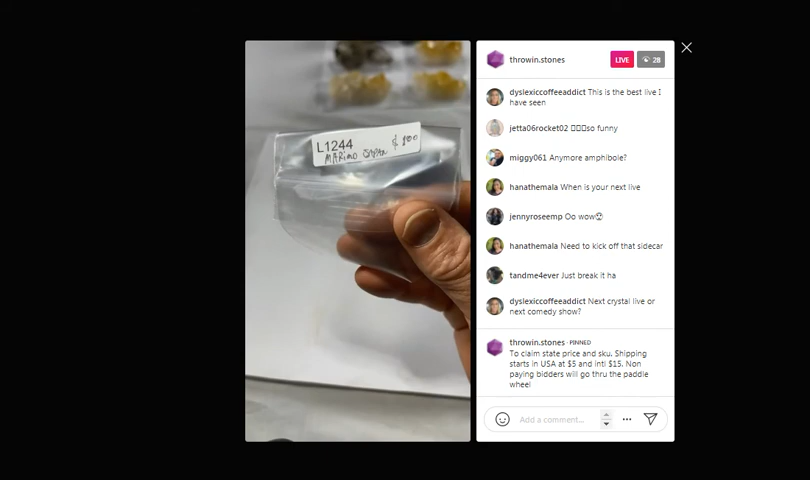 L1244
$100
throwin.stones
LIVE
28
dyslexiccoffeeaddict This is the best live I
have seen
jetta06rocket02 so funny
miggy061 Anymore amphibole?
hanathemala When is your next live
jennyroseemp Oo wow😍
hanathemala Need to kick off that sidecar
tandme4ever Just break it ha
dyslexiccoffeeaddict Next crystal live or
next comedy show?
throwin.stones · PINNED
To claim state price and sku. Shipping
starts in USA at $5 and intl $15. Non
paying bidders will go thru the paddle
wheel
Add a comment...